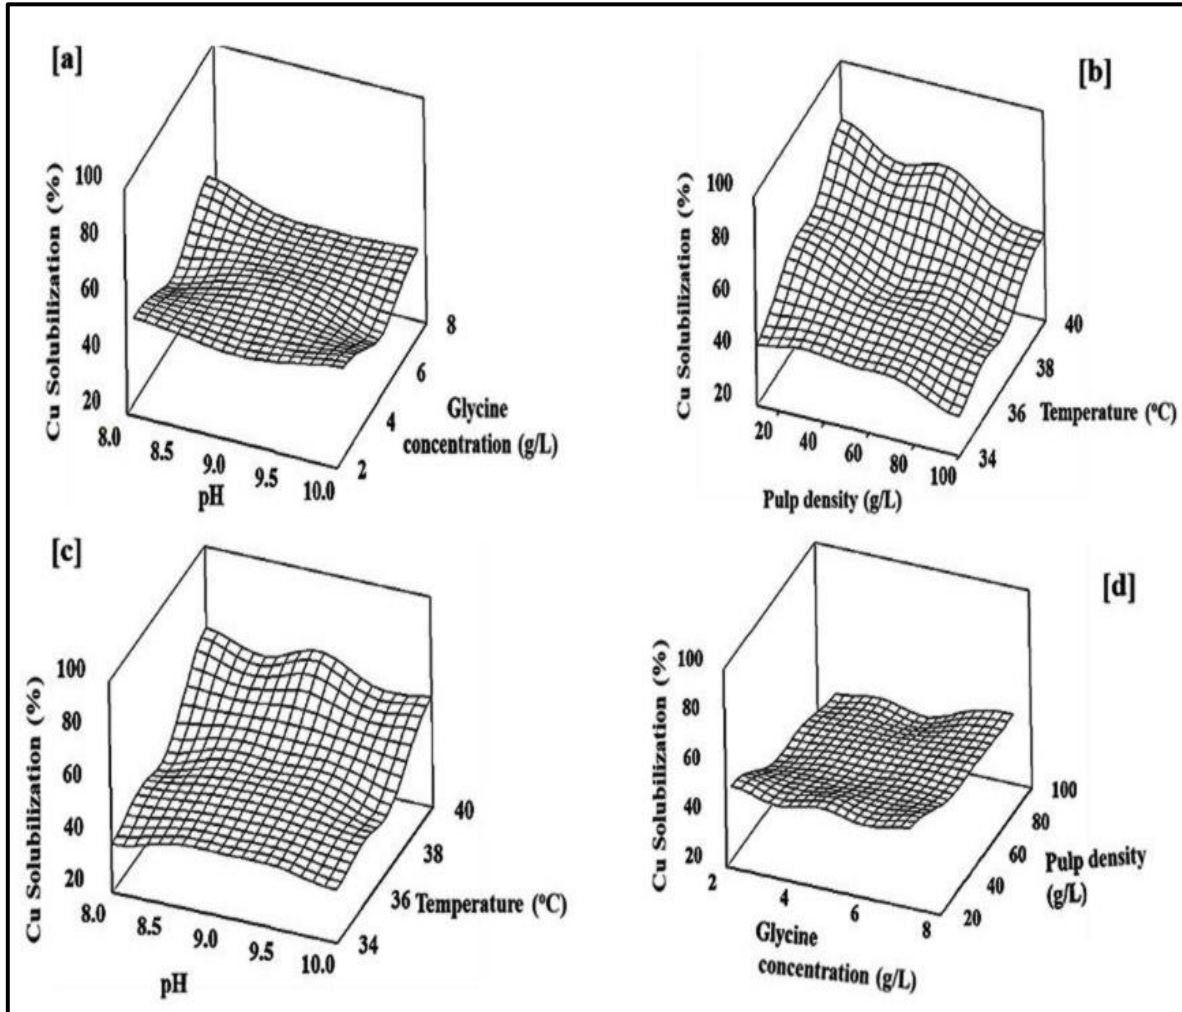 [a]
Cu Solubilization (%)
100
80
60
40
20
8.0
8.5
9.0
9.5
10.0
pH
2
4
6
8
Glycine
concentration (g/L)
[b]
Cu Solubilization (%)
100
80
60
40
20
20
40
60
80
100
Pulp density (g/L)
34
36
38
40
Temperature (°C)
[c]
Cu Solubilization (%)
100
80
60
40
20
8.0
8.5
9.0
9.5
10.0
pH
34
36
38
40
Temperature (°C)
[d]
Cu Solubilization (%)
100
80
60
40
20
2
4
6
8
Glycine
concentration (g/L)
20
40
60
80
100
Pulp density
(g/L)